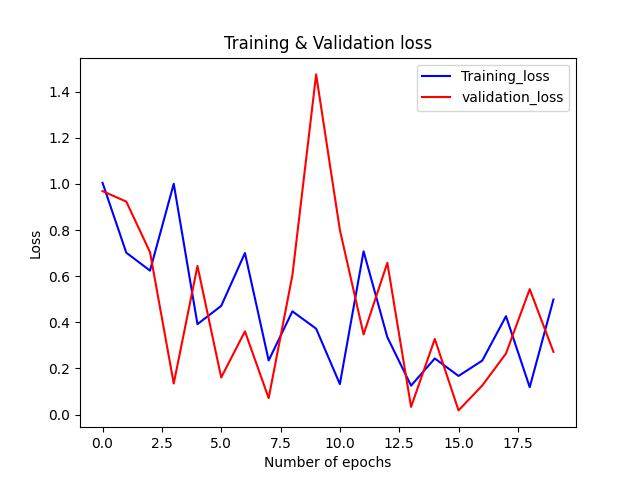 Training & Validation loss
Training_loss
validation_loss
1.4
1.2
1.0
0.8
0.6
0.4
0.2
0.0
Loss
0.0 2.5 5.0 7.5 10.0 12.5 15.0 17.5
Number of epochs